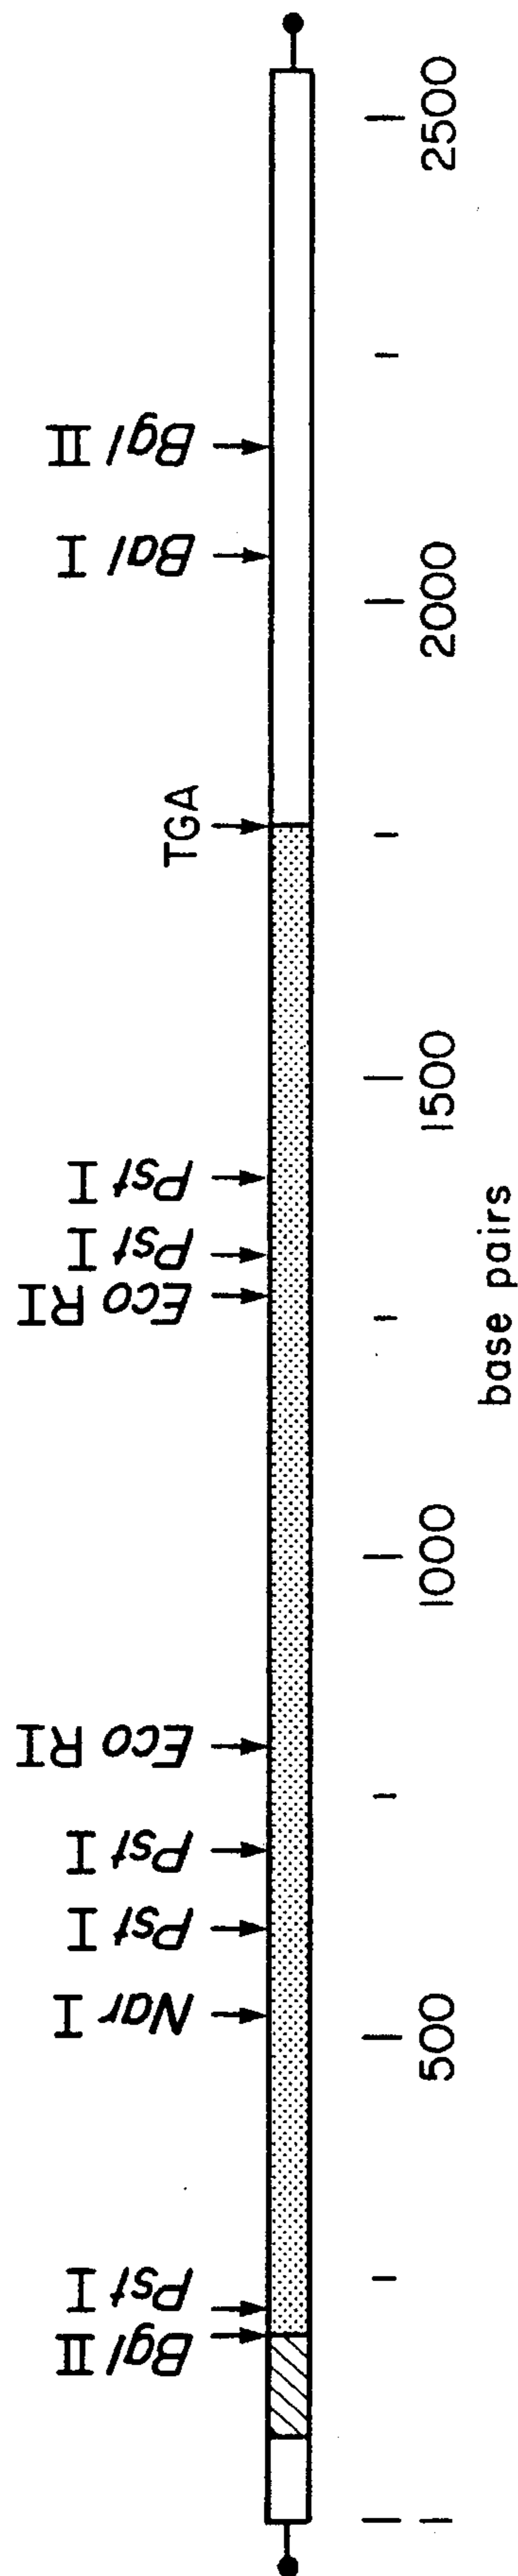 Bgl II
Pst I
Nar I
Pst I
Pst I
Eco RI
Eco RI
Pst I
Pst I
TGA
Bal I
Bgl II
1
500
1000
1500
2000
2500
base pairs